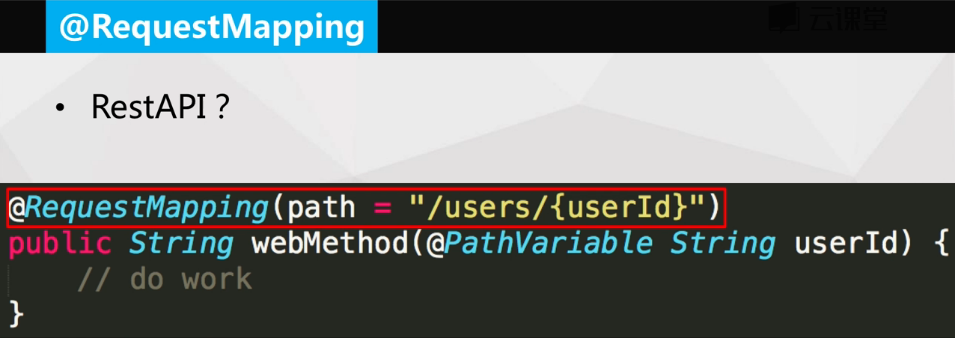 @RequestMapping
云课堂
• RestAPI？
@RequestMapping(path = "/users/{userId}")
public String webMethod(@PathVariable String userId) {
// do work
}